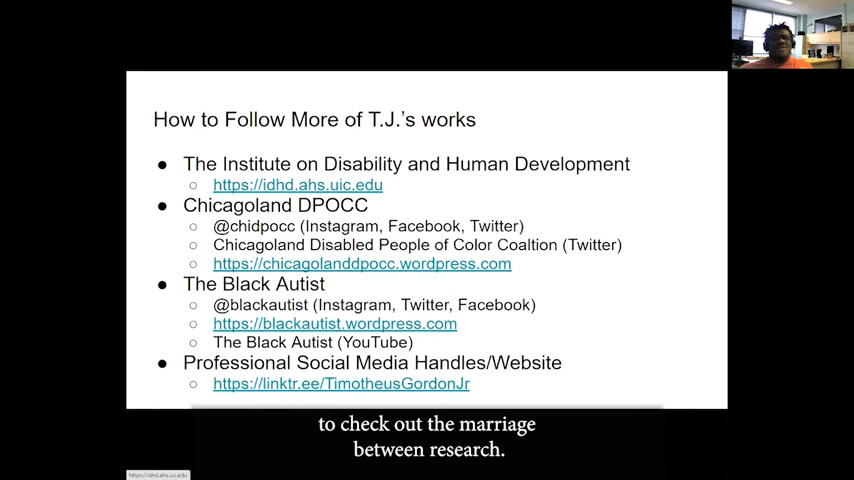 How to Follow More of T.J.'s works
● The Institute on Disability and Human Development
○ https://idhd.ahs.uic.edu
● Chicagoland DPOCC
○ @chidpocc (Instagram, Facebook, Twitter)
○ Chicagoland Disabled People of Color Coaltion (Twitter)
○ https://chicagolanddpocc.wordpress.com
● The Black Autist
○ @blackautist (Instagram, Twitter, Facebook)
○ https://blackautist.wordpress.com
○ The Black Autist (YouTube)
● Professional Social Media Handles/Website
○ https://linktr.ee/TimotheusGordonJr
to check out the marriage
between research.
https://idhd.ahs.uic.edu